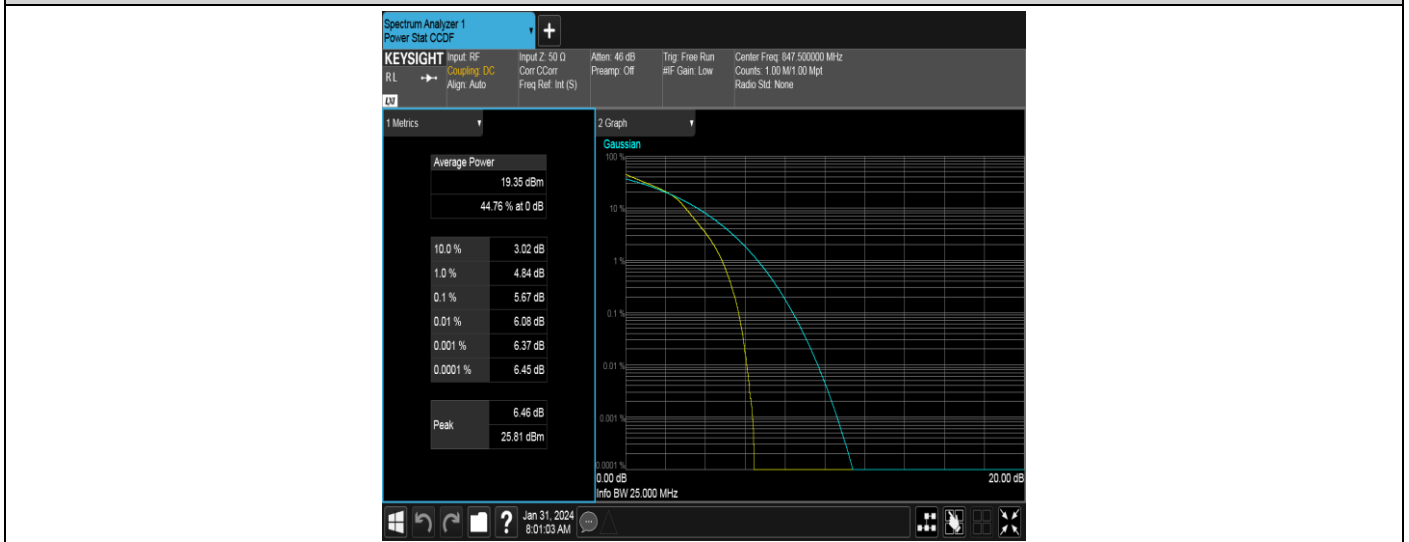 Spectrum Analyzer 1
Power Stat CCDF
+
KEYSIGHT
RL
LXI
Input: RF
Coupling: DC
Align: Auto
Input Z: 50 Ω
Corr CCorr
Freq Ref: Int (S)
Atten: 46 dB
Preamp: Off
Trig: Free Run
#IF Gain: Low
Center Freq: 847.500000 MHz
Counts: 1.00 M/1.00 Mpt
Radio Std: None
1 Metrics
Average Power
19.35 dBm
44.76 % at 0 dB
10.0 % 3.02 dB
1.0 % 4.84 dB
0.1 % 5.67 dB
0.01 % 6.08 dB
0.001 % 6.37 dB
0.0001 % 6.45 dB
Peak
6.46 dB
25.81 dBm
2 Graph
Gaussian
100 %
10 %
1 %
0.1 %
0.01 %
0.001 %
0.0001 %
0.00 dB 20.00 dB
Info BW 25.000 MHz
?
Jan 31, 2024
8:01:03 AM